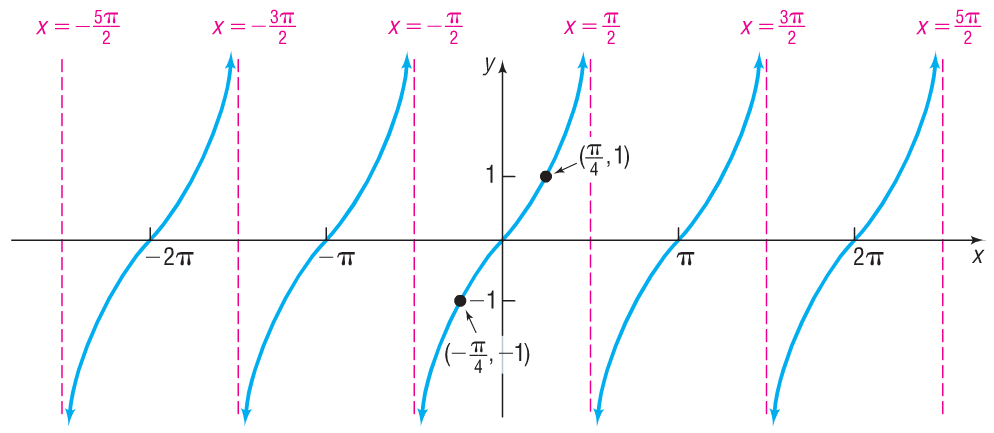 x = −5π/2 x = −3π/2 x = −π/2 x = π/2 x = 3π/2 x = 5π/2
y
(π/4, 1)
1
−2π −π π 2π x
−1
(−π/4, −1)